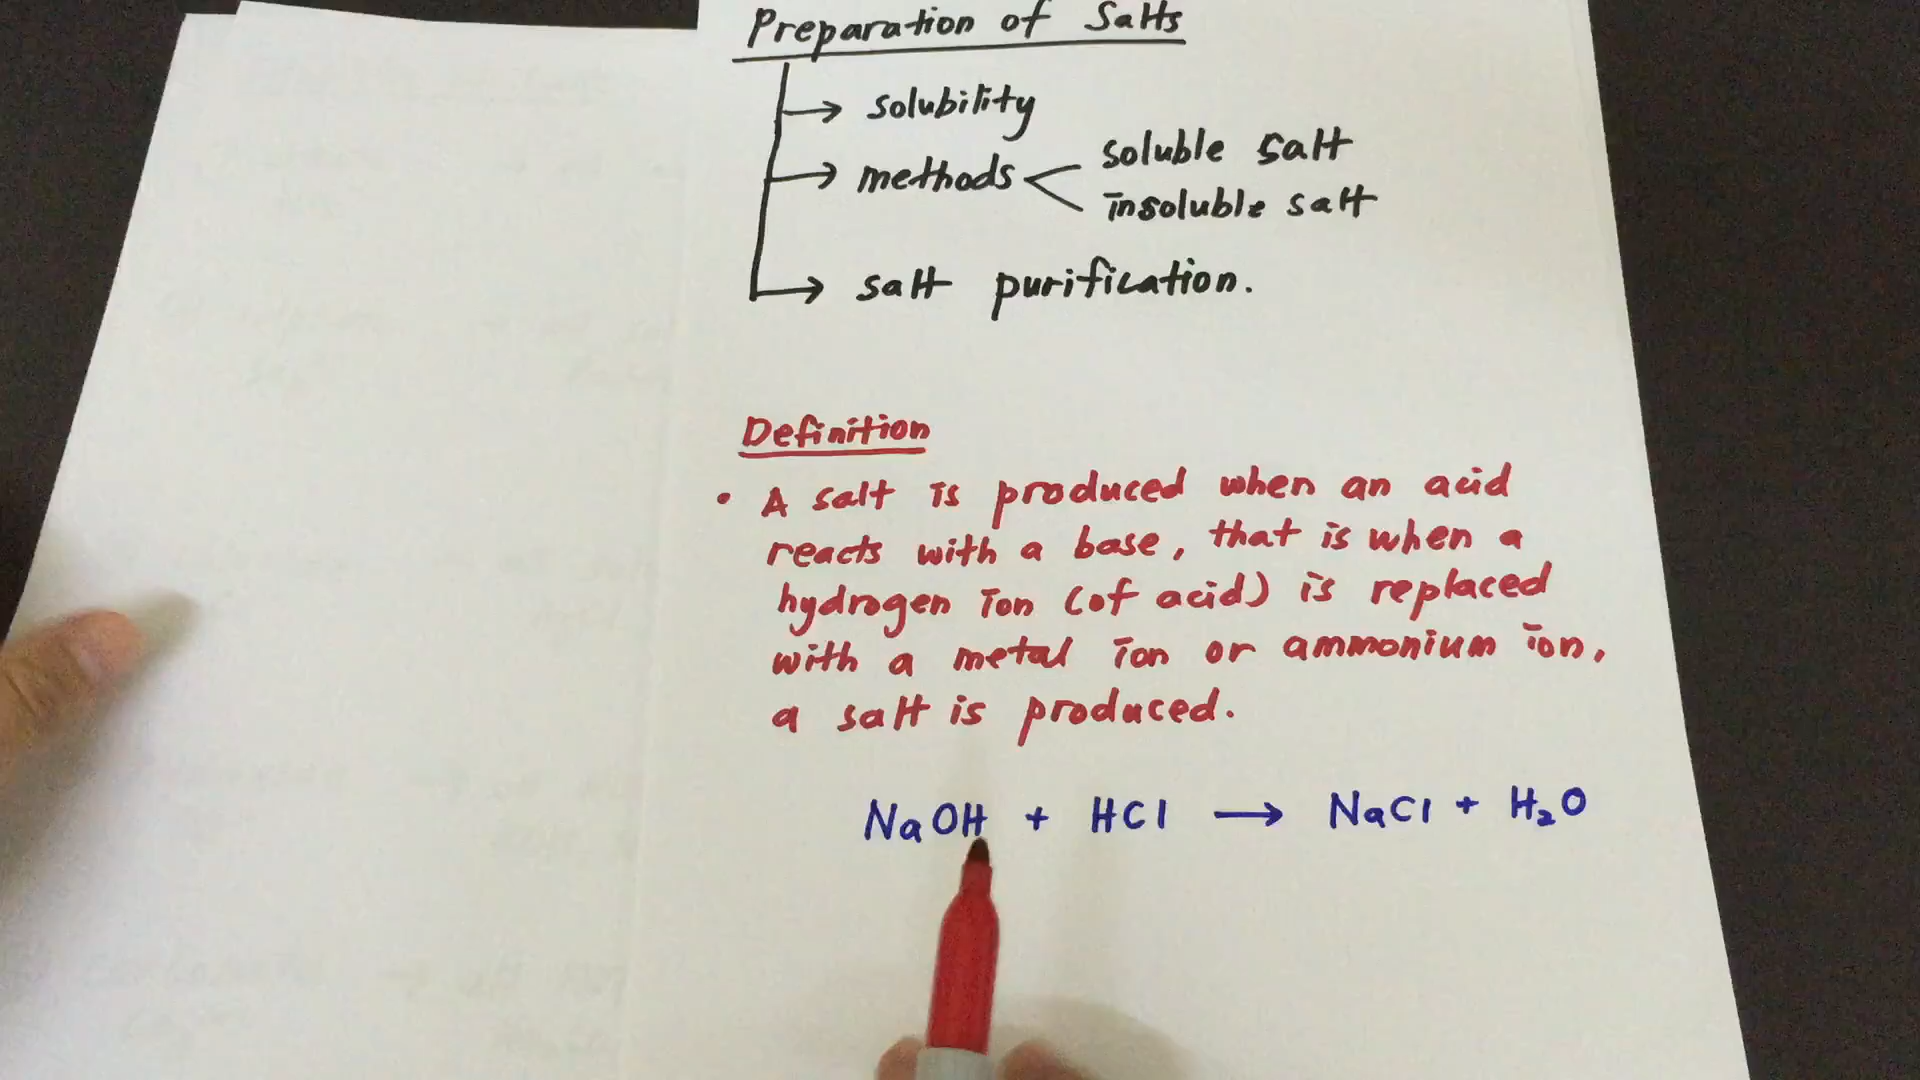 Preparation of Salts
→ solubility
→ methods < soluble salt
insoluble salt
→ salt purification.
Definition
• A salt is produced when an acid
reacts with a base, that is when a
hydrogen ion (of acid) is replaced
with a metal ion or ammonium ion,
a salt is produced.
NaOH + HCl → NaCl + H₂O